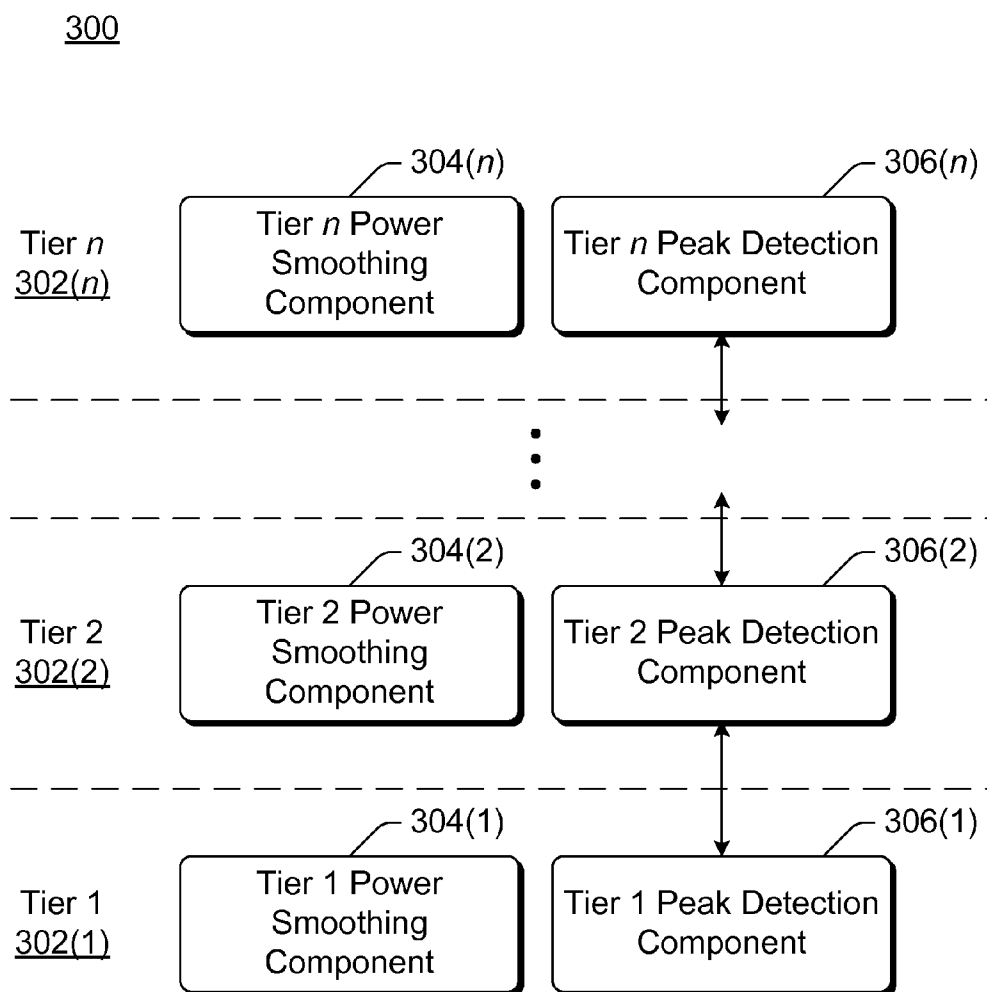 300
304(n)
306(n)
Tier n
302(n)
Tier n Power
Smoothing
Component
Tier n Peak Detection
Component
304(2)
306(2)
Tier 2
302(2)
Tier 2 Power
Smoothing
Component
Tier 2 Peak Detection
Component
304(1)
306(1)
Tier 1
302(1)
Tier 1 Power
Smoothing
Component
Tier 1 Peak Detection
Component